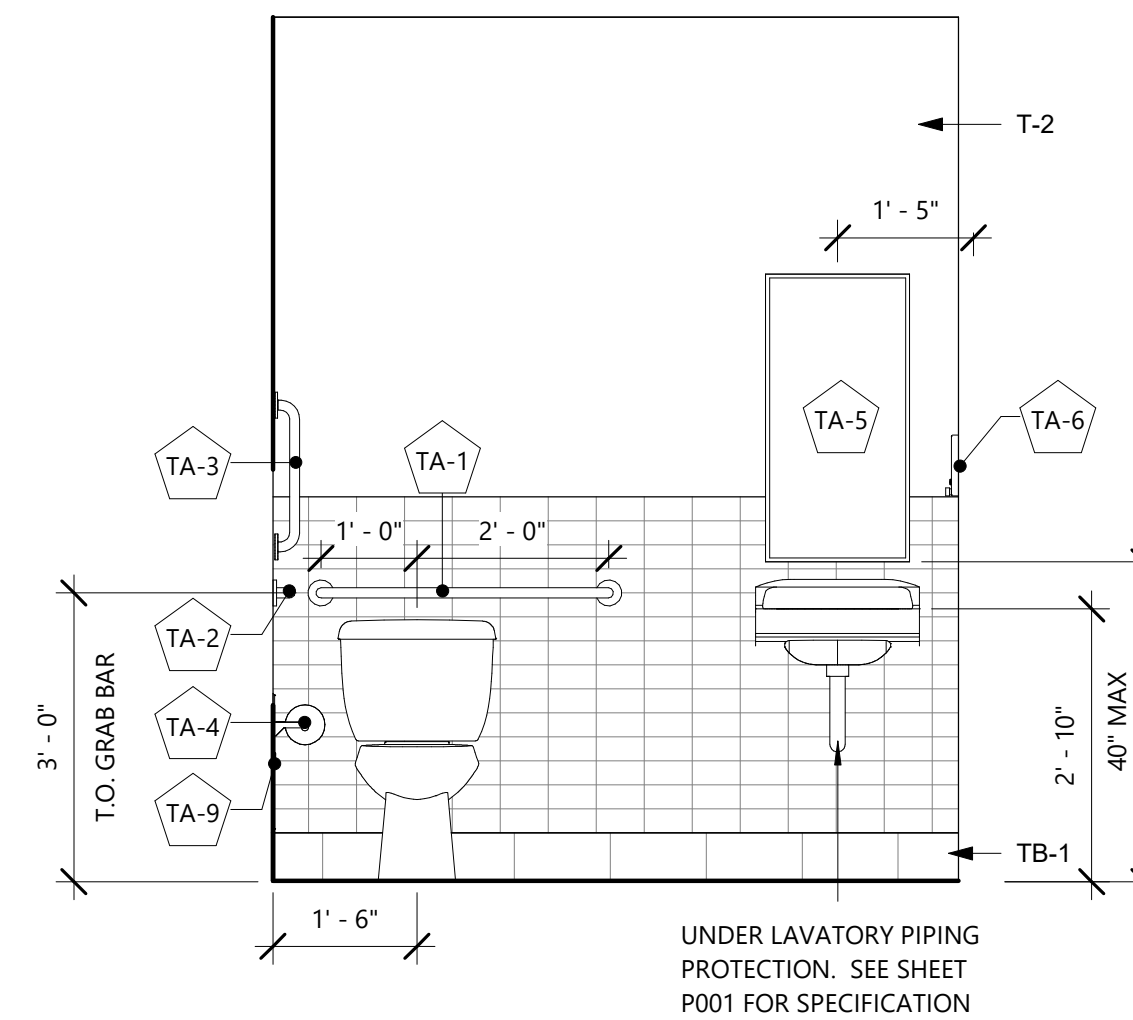 T-2
1' - 5"
TA-5
TA-6
TA-3
TA-1
1' - 0"
2' - 0"
TA-2
TA-4
TA-9
3' - 0"
T.O. GRAB BAR
2' - 10"
40" MAX
TB-1
1' - 6"
UNDER LAVATORY PIPING
PROTECTION. SEE SHEET
P001 FOR SPECIFICATION